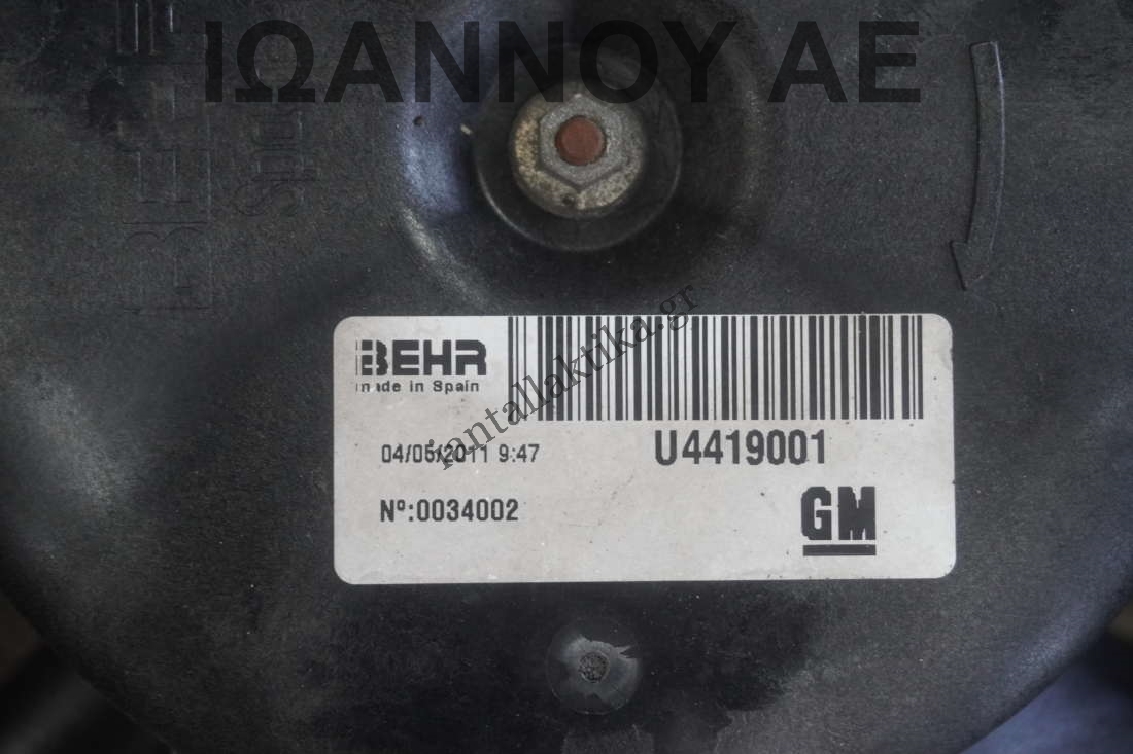 ΙΩΑΝΝΟΥ ΑΕ
BEHR
made in Spain
antallaktika.gr
04/05/2011 9:47
U4419001
Nº:0034002
GM